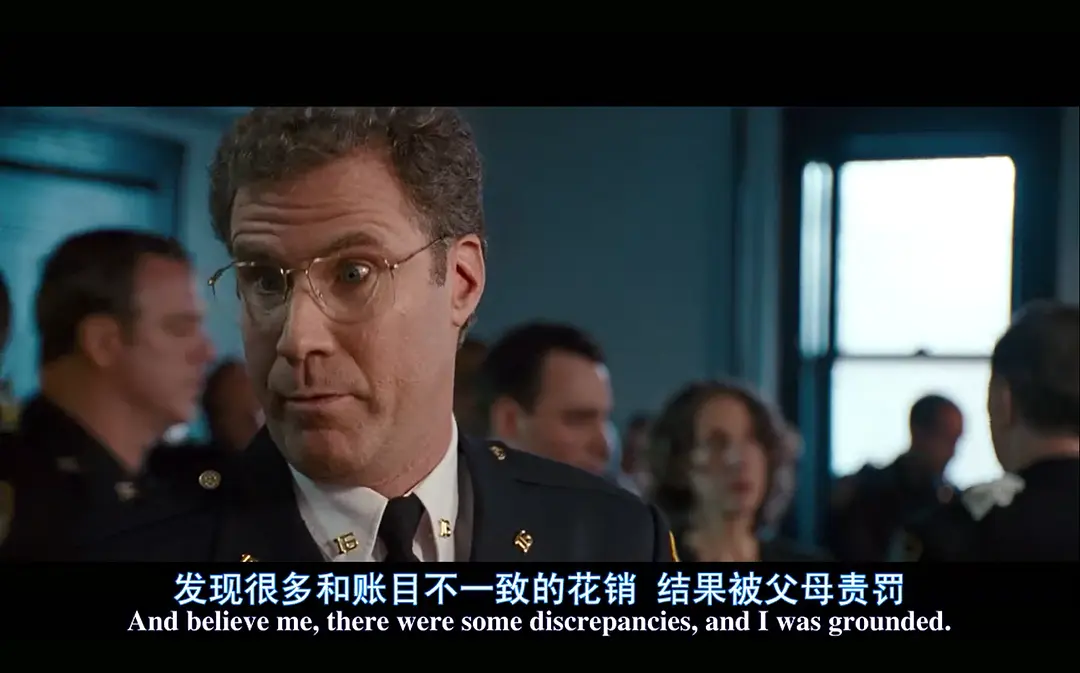 16
发现很多和账目不一致的花销 结果被父母责罚
And believe me, there were some discrepancies, and I was grounded.